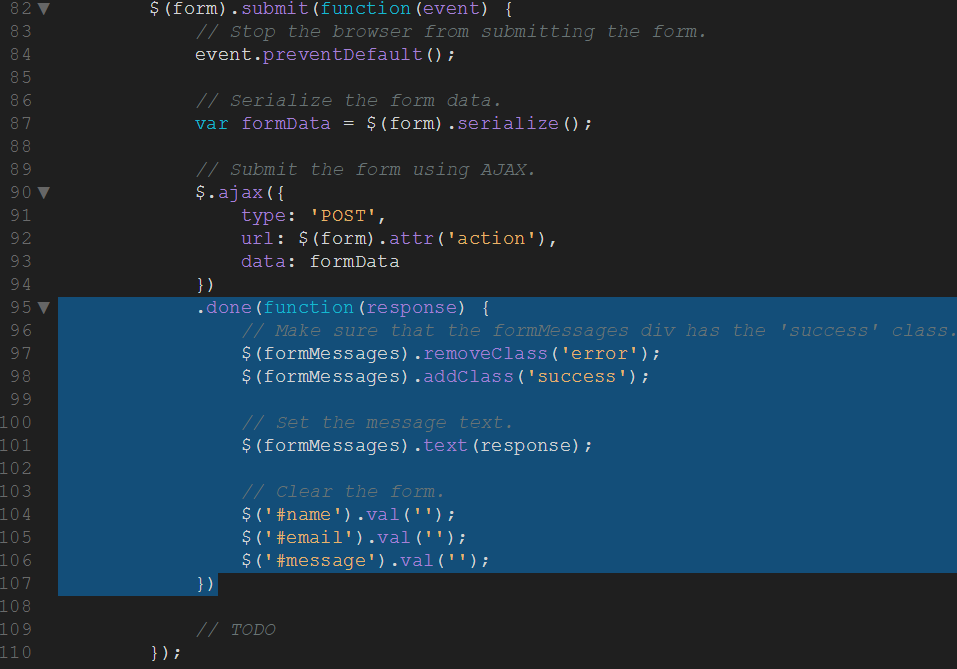 82 ▼ $(form).submit(function(event) {
83 // Stop the browser from submitting the form.
84 event.preventDefault();
85
86 // Serialize the form data.
87 var formData = $(form).serialize();
88
89 // Submit the form using AJAX.
90 ▼ $.ajax({
91 type: 'POST',
92 url: $(form).attr('action'),
93 data: formData
94 })
95 ▼ .done(function(response) {
96 // Make sure that the formMessages div has the 'success' class.
97 $(formMessages).removeClass('error');
98 $(formMessages).addClass('success');
99
100 // Set the message text.
101 $(formMessages).text(response);
102
103 // Clear the form.
104 $('#name').val('');
105 $('#email').val('');
106 $('#message').val('');
107 })
108
109 // TODO
110 });